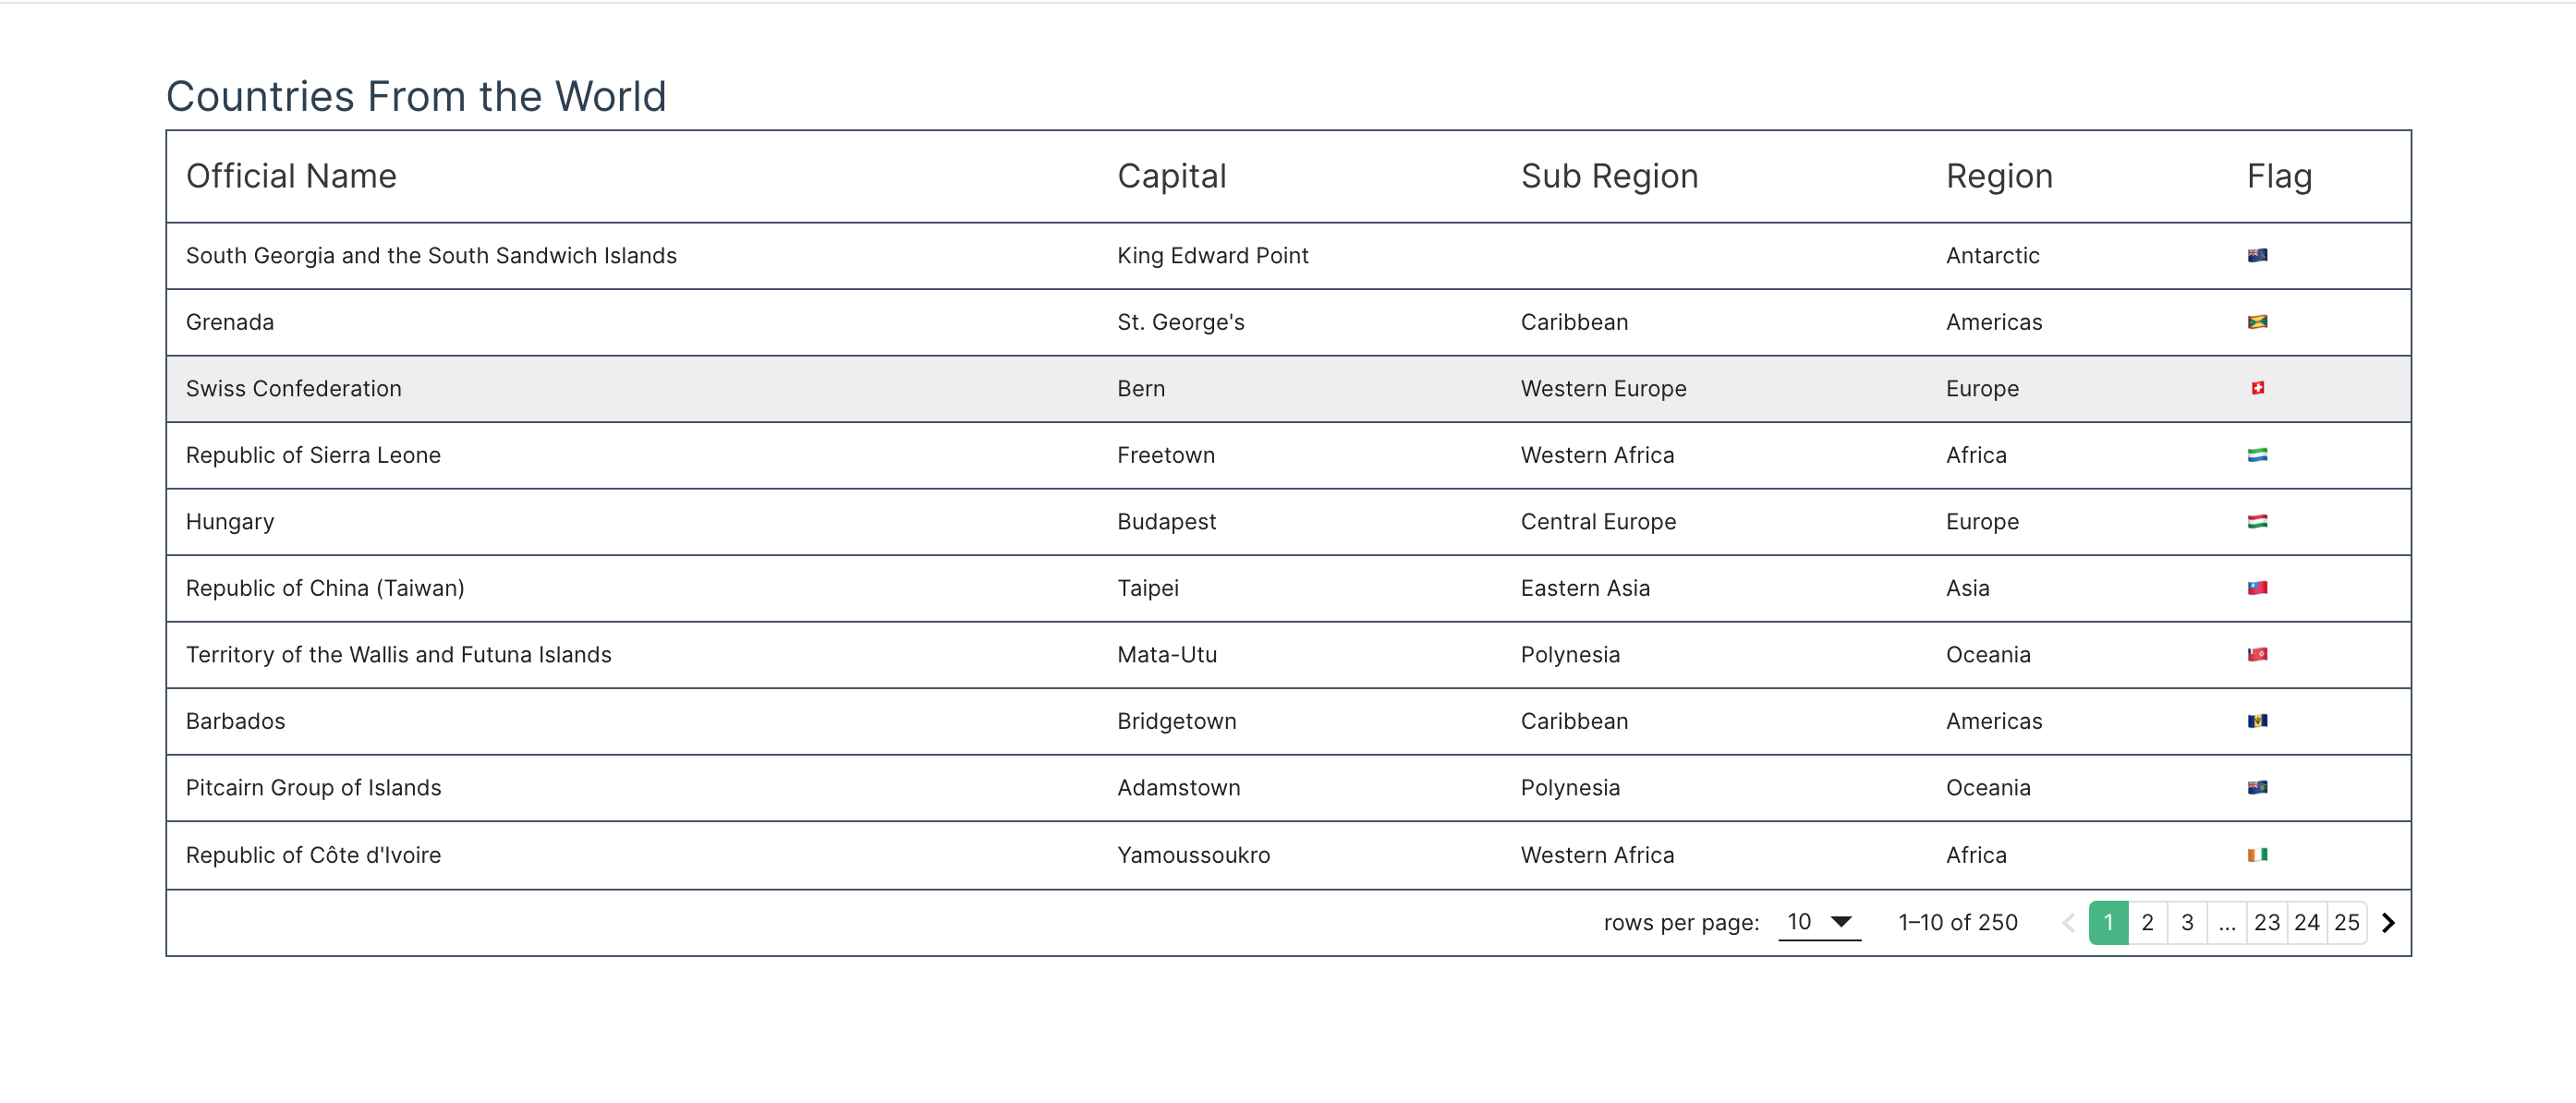 Countries From the World
Official Name Capital Sub Region Region Flag
South Georgia and the South Sandwich Islands King Edward Point Antarctic
Grenada St. George's Caribbean Americas
Swiss Confederation Bern Western Europe Europe
Republic of Sierra Leone Freetown Western Africa Africa
Hungary Budapest Central Europe Europe
Republic of China (Taiwan) Taipei Eastern Asia Asia
Territory of the Wallis and Futuna Islands Mata-Utu Polynesia Oceania
Barbados Bridgetown Caribbean Americas
Pitcairn Group of Islands Adamstown Polynesia Oceania
Republic of Côte d'Ivoire Yamoussoukro Western Africa Africa
rows per page: 10 1–10 of 250 1 2 3 ... 23 24 25